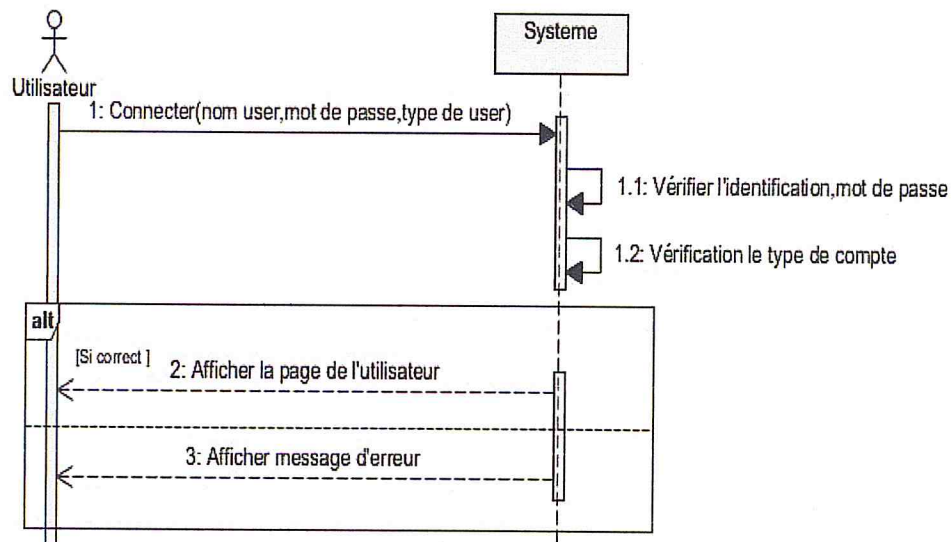 Systeme
Utilisateur
1: Connecter(nom user,mot de passe,type de user)
1.1: Vérifier l'identification,mot de passe
1.2: Vérification le type de compte
alt
[Si correct ]
2: Afficher la page de l'utilisateur
3: Afficher message d'erreur